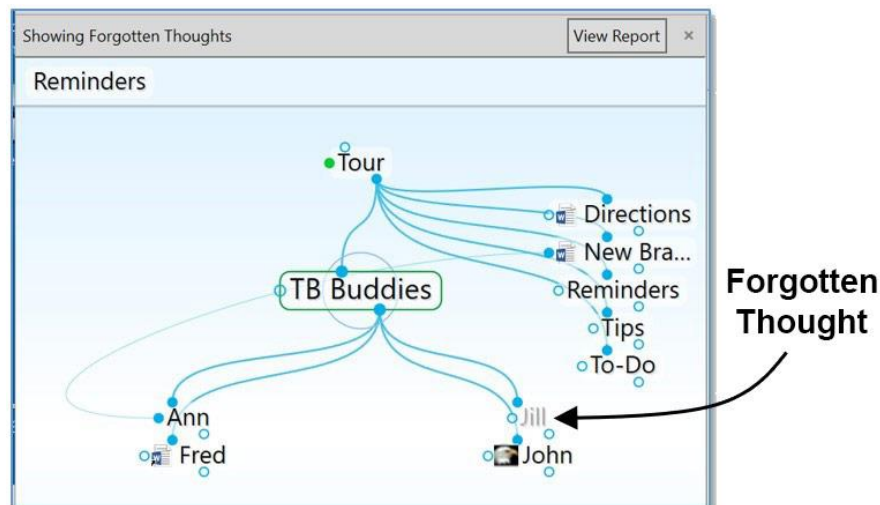 Showing Forgotten Thoughts
View Report
Reminders
Tour
Directions
New Bra...
TB Buddies
Reminders
Tips
To-Do
Forgotten
Thought
Ann
Jill
Fred
John